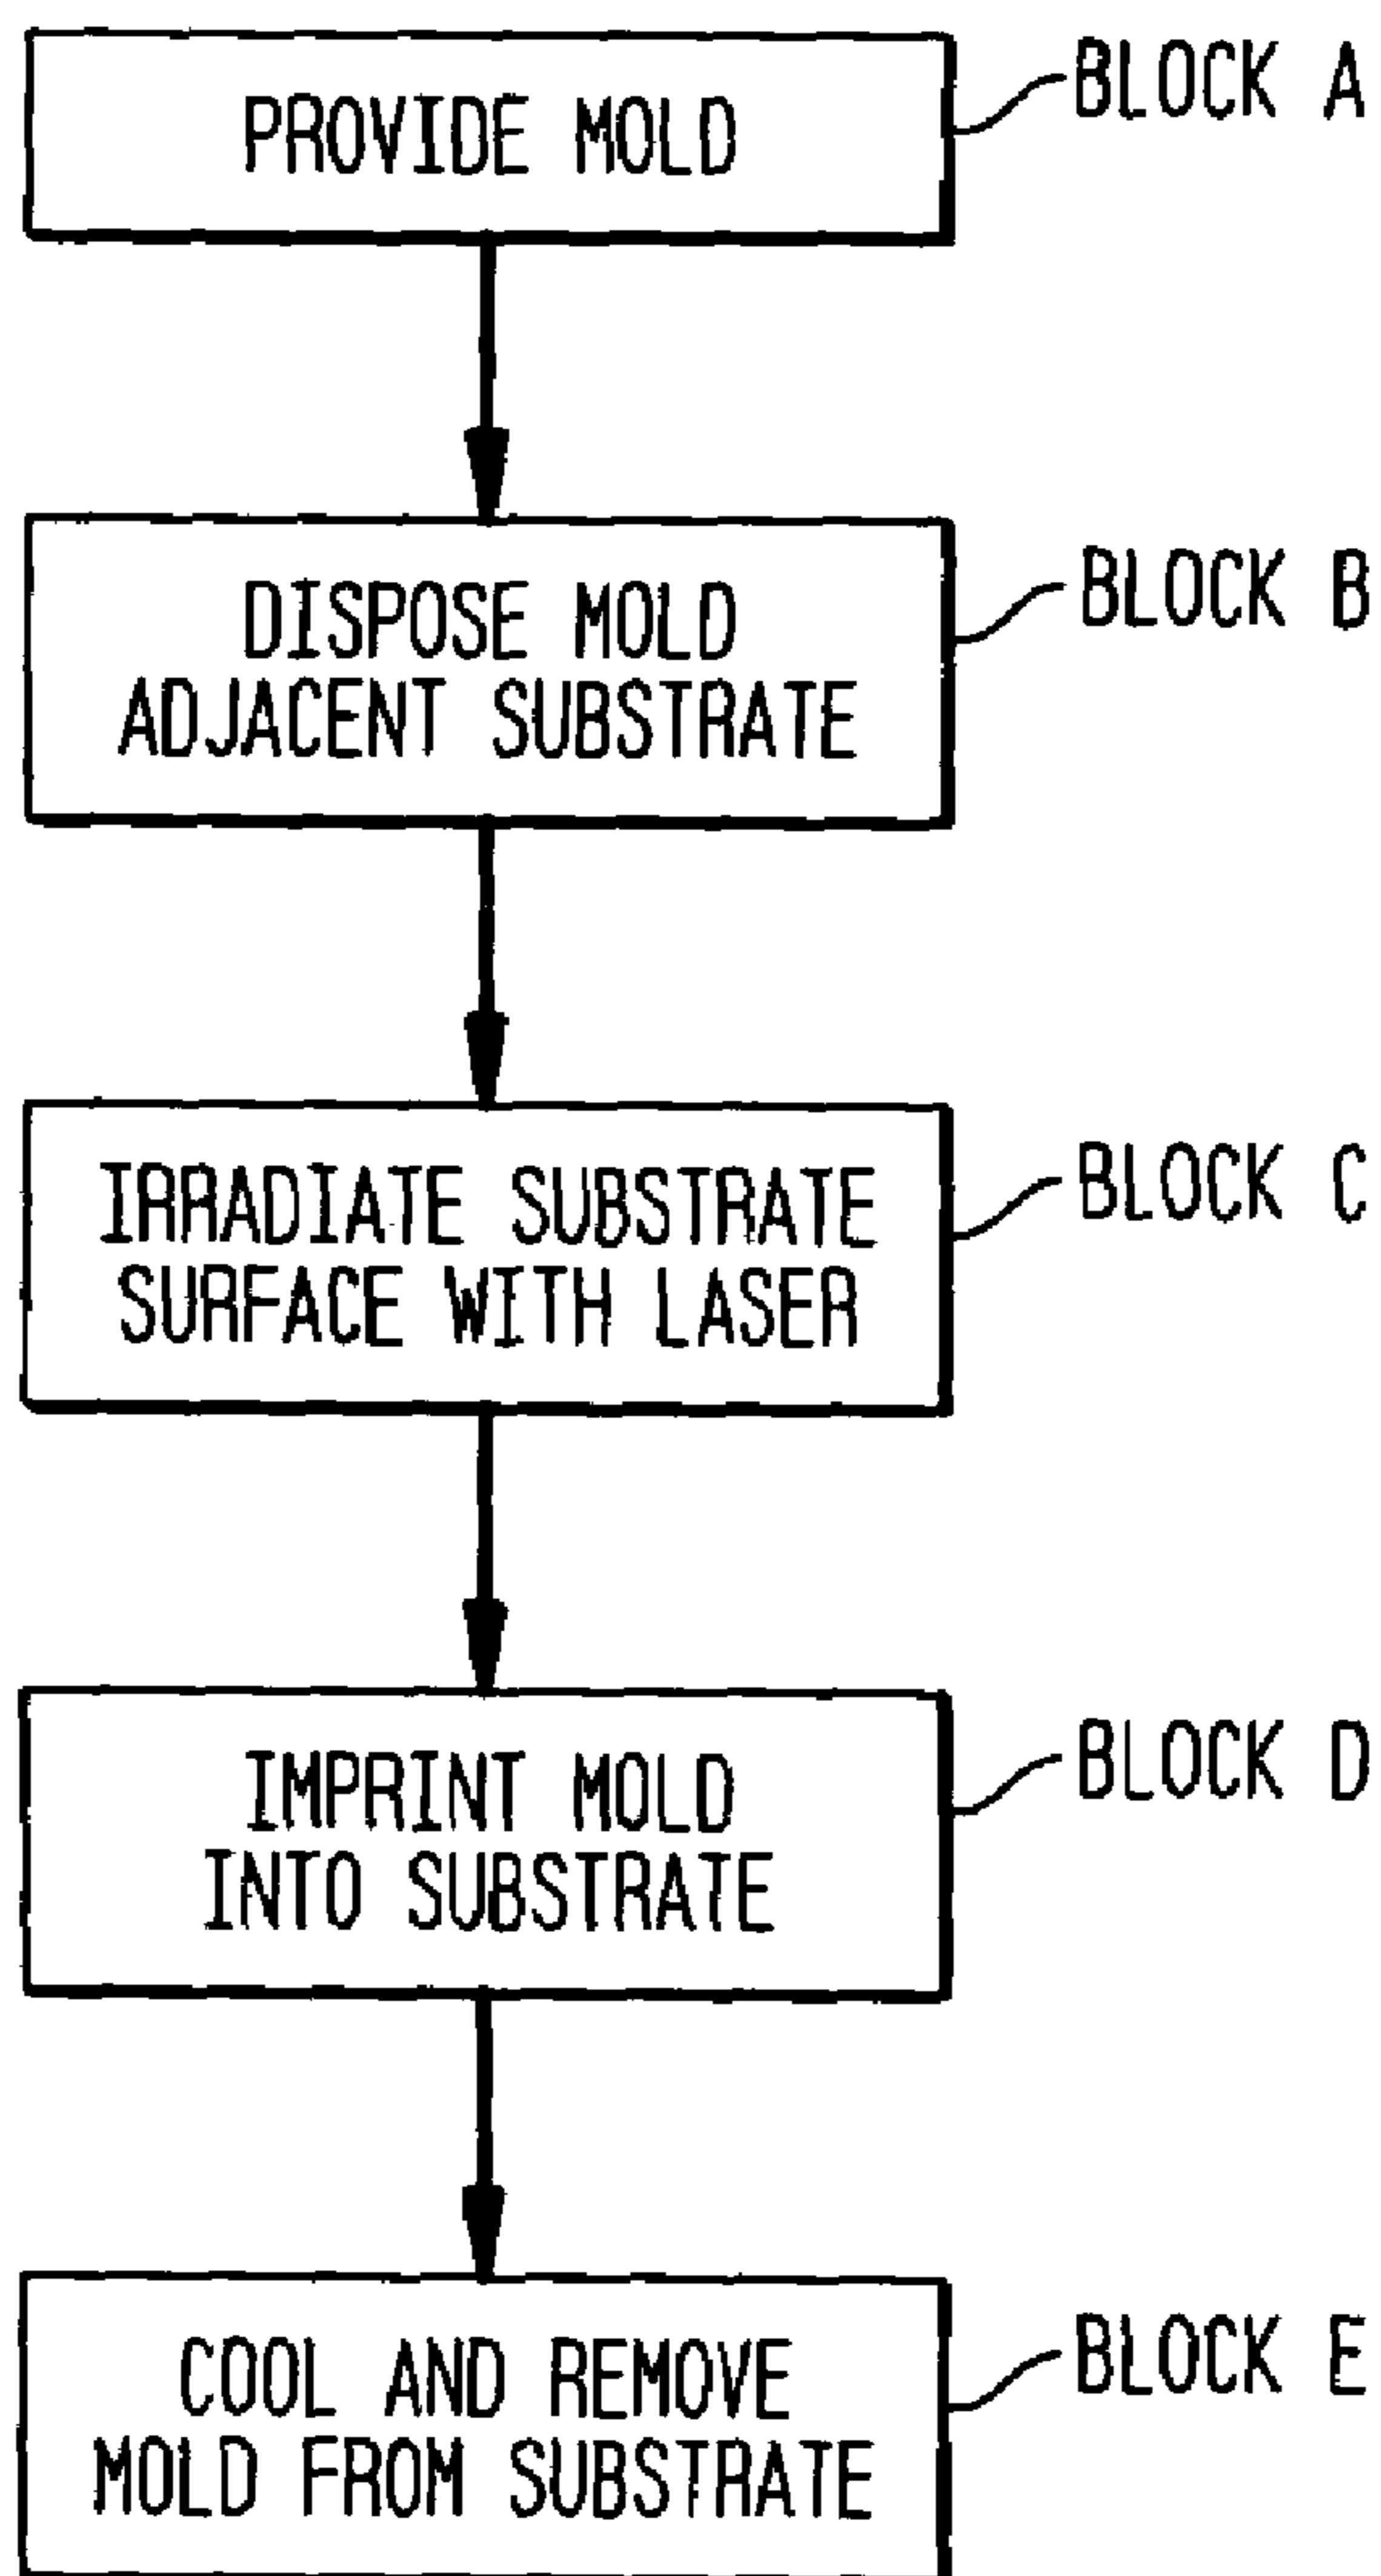 PROVIDE MOLD
BLOCK A
DISPOSE MOLD
ADJACENT SUBSTRATE
BLOCK B
IRRADIATE SUBSTRATE
SURFACE WITH LASER
BLOCK C
IMPRINT MOLD
INTO SUBSTRATE
BLOCK D
COOL AND REMOVE
MOLD FROM SUBSTRATE
BLOCK E